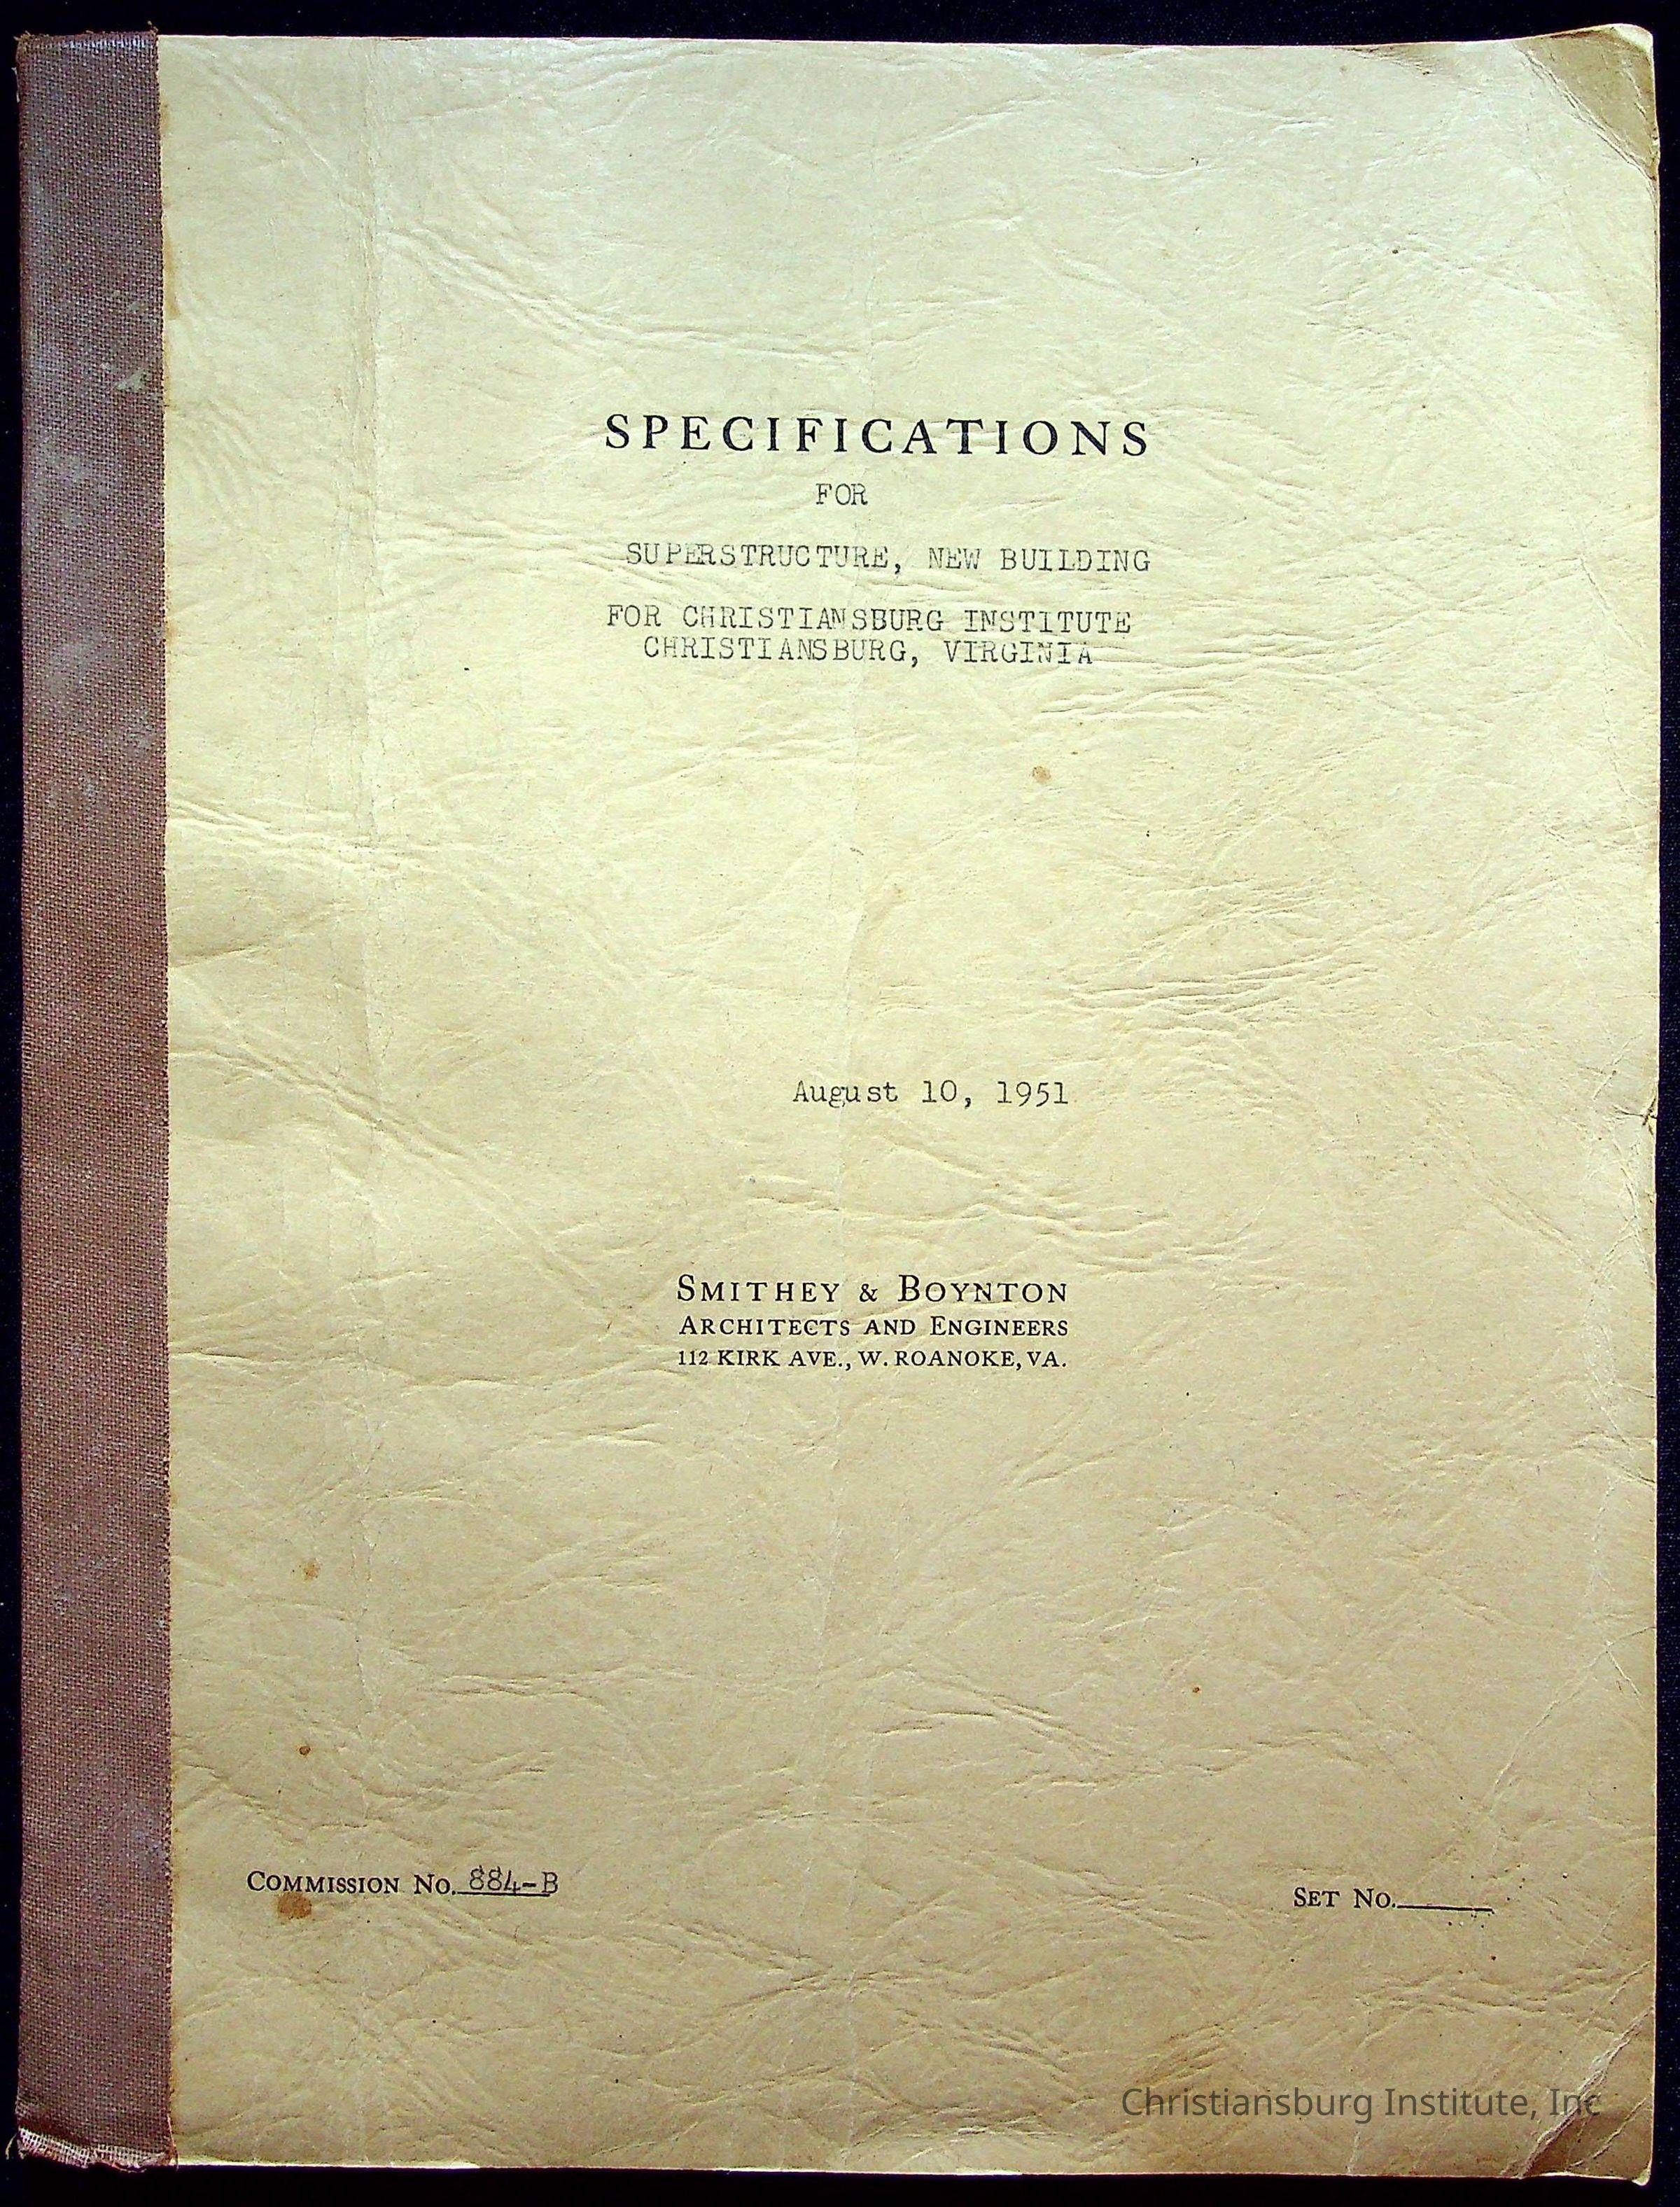 SPECIFICATIONS
FOR
SUPERSTRUCTURE, NEW BUILDING
FOR CHRISTIANSBURG INSTITUTE
CHRISTIANSBURG, VIRGINIA
August 10, 1951
SMITHEY & BOYNTON
ARCHITECTS AND ENGINEERS
112 KIRK AVE., W. ROANOKE, VA.
COMMISSION NO. 884-B
SET NO.
Christiansburg Institute, Inc